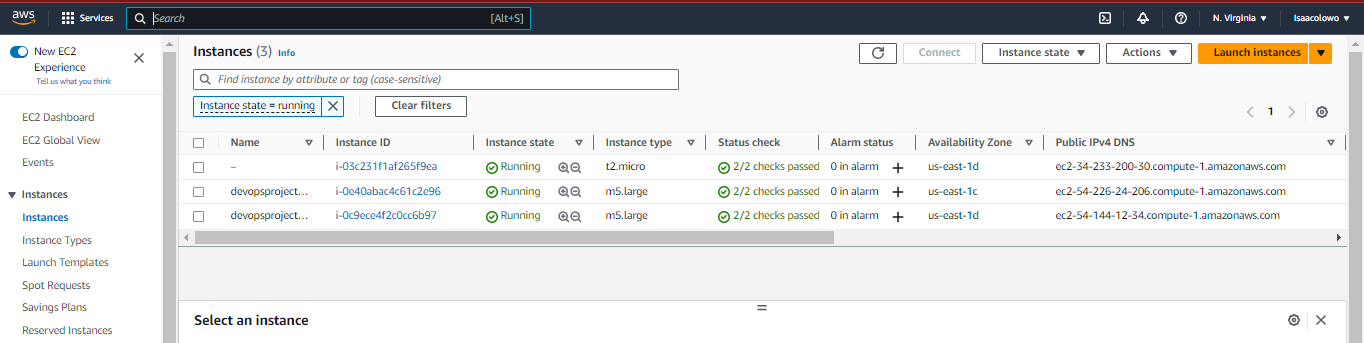 aws Services Search [Alt+S] N. Virginia Isaacolowo
New EC2 Experience
Tell us what you think
EC2 Dashboard
EC2 Global View
Events
Instances
Instances
Instance Types
Launch Templates
Spot Requests
Savings Plans
Reserved Instances
Instances (3) Info
Connect Instance state Actions Launch instances
Find instance by attribute or tag (case-sensitive)
Instance state = running Clear filters
1
Name Instance ID Instance state Instance type Status check Alarm status Availability Zone Public IPv4 DNS
– i-03c231f1af265f9ea Running t2.micro 2/2 checks passed 0 in alarm us-east-1d ec2-34-233-200-30.compute-1.amazonaws.com
devopsproject... i-0e40abac4c61c2e96 Running m5.large 2/2 checks passed 0 in alarm us-east-1c ec2-54-226-24-206.compute-1.amazonaws.com
devopsproject... i-0c9ece4f2c0cc6b97 Running m5.large 2/2 checks passed 0 in alarm us-east-1d ec2-54-144-12-34.compute-1.amazonaws.com
Select an instance